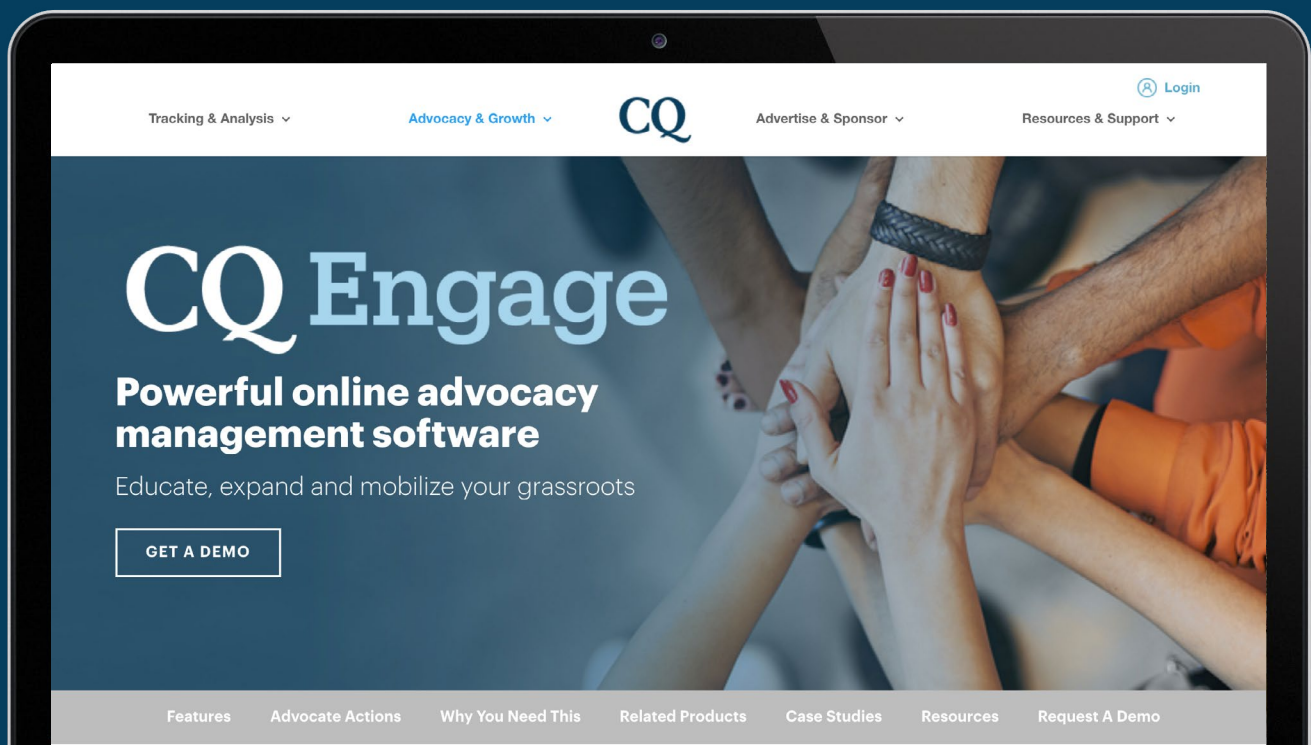 Login
Tracking & Analysis
Advocacy & Growth
CQ
Advertise & Sponsor
Resources & Support
CQ Engage
Powerful online advocacy
management software
Educate, expand and mobilize your grassroots
GET A DEMO
Features
Advocate Actions
Why You Need This
Related Products
Case Studies
Resources
Request A Demo